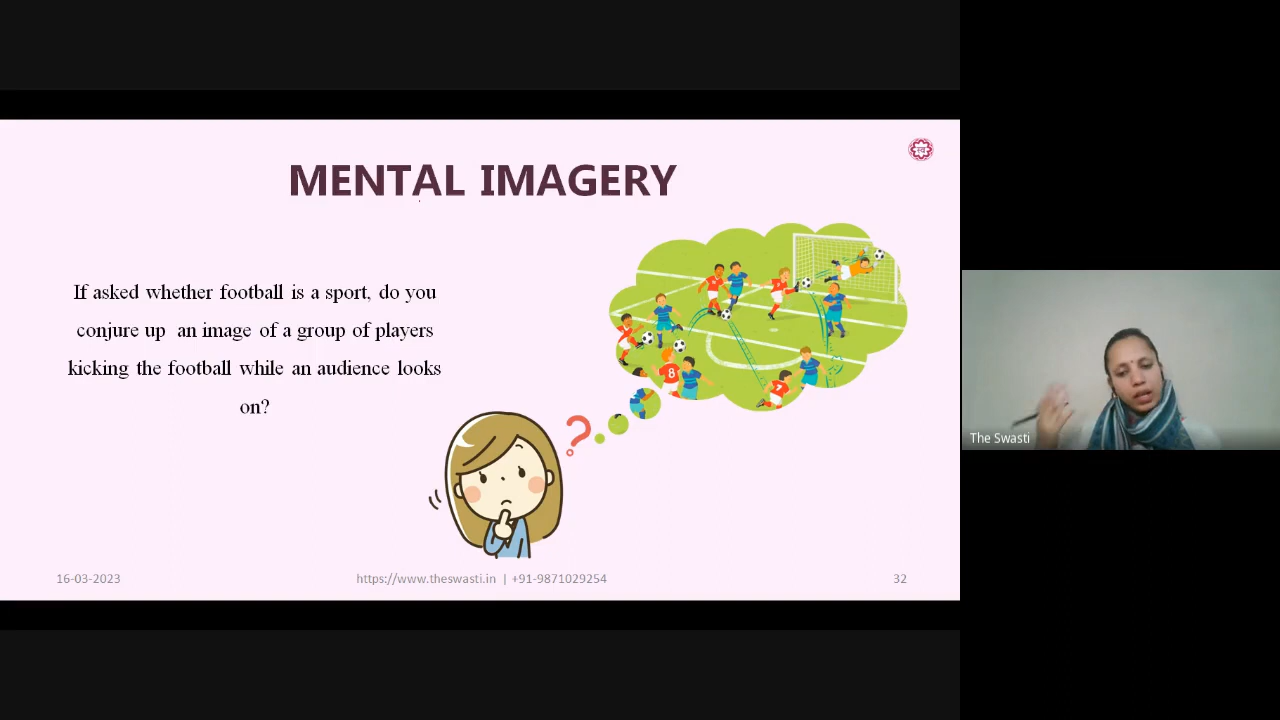 MENTAL IMAGERY
If asked whether football is a sport, do you
conjure up an image of a group of players
kicking the football while an audience looks
on?
8
7
?
The Swasti
16-03-2023
https://www.theswasti.in | +91-9871029254
32